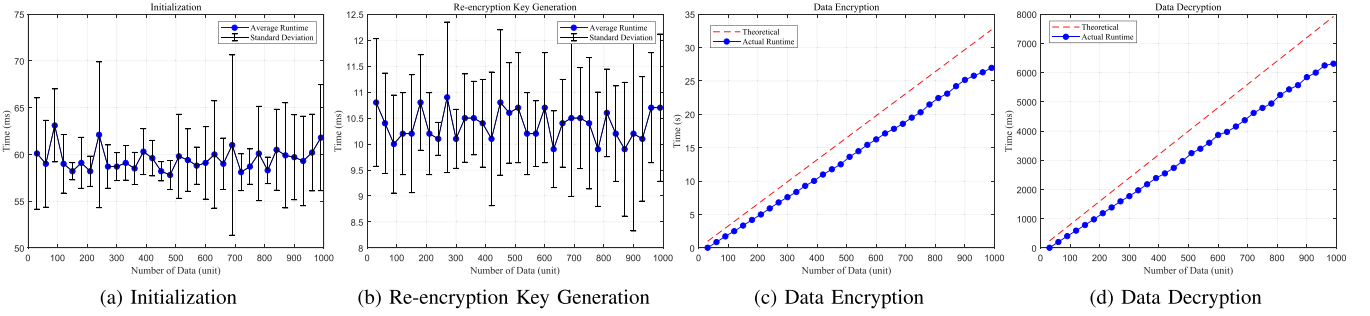 Initialization
75
70
65
60
55
50
Time (ms)
0 100 200 300 400 500 600 700 800 900 1000
Number of Data (unit)
Average Runtime
Standard Deviation
(a) Initialization
Re-encryption Key Generation
12.5
12
11.5
11
10.5
10
9.5
9
8.5
8
Time (ms)
0 100 200 300 400 500 600 700 800 900 1000
Number of Data (unit)
Average Runtime
Standard Deviation
(b) Re-encryption Key Generation
Data Encryption
35
30
25
20
15
10
5
0
Time (s)
0 100 200 300 400 500 600 700 800 900 1000
Number of Data (unit)
Theoretical
Actual Runtime
(c) Data Encryption
Data Decryption
8000
7000
6000
5000
4000
3000
2000
1000
0
Time (ms)
0 100 200 300 400 500 600 700 800 900 1000
Number of Data (unit)
Theoretical
Actual Runtime
(d) Data Decryption